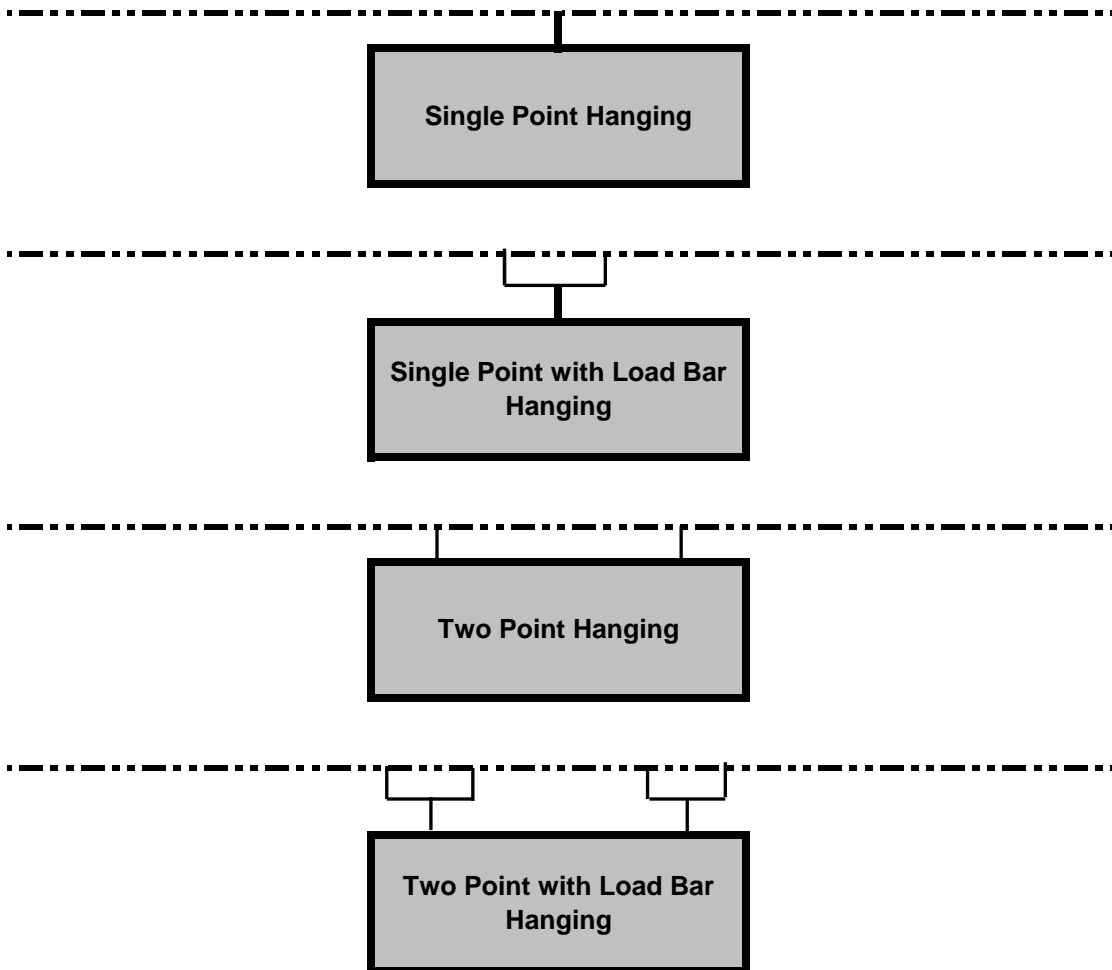 Single Point Hanging
Single Point with Load Bar
Hanging
Two Point Hanging
Two Point with Load Bar
Hanging